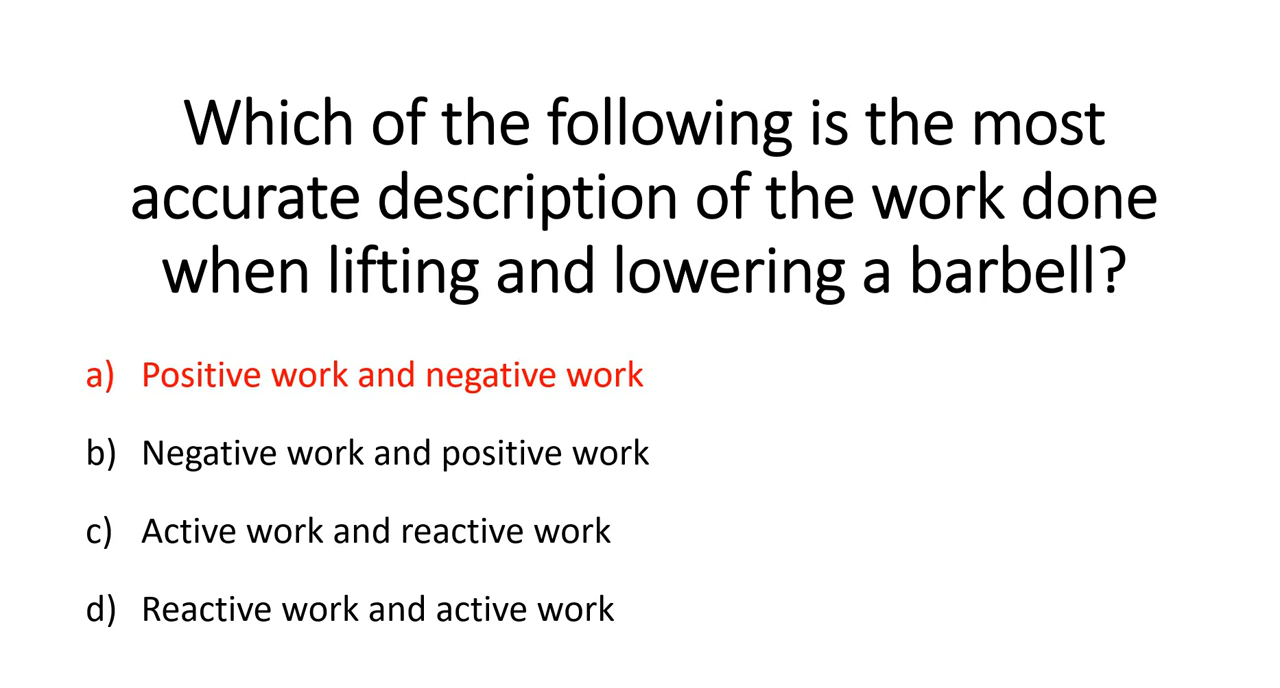 Which of the following is the most
accurate description of the work done
when lifting and lowering a barbell?
a) Positive work and negative work
b) Negative work and positive work
c) Active work and reactive work
d) Reactive work and active work